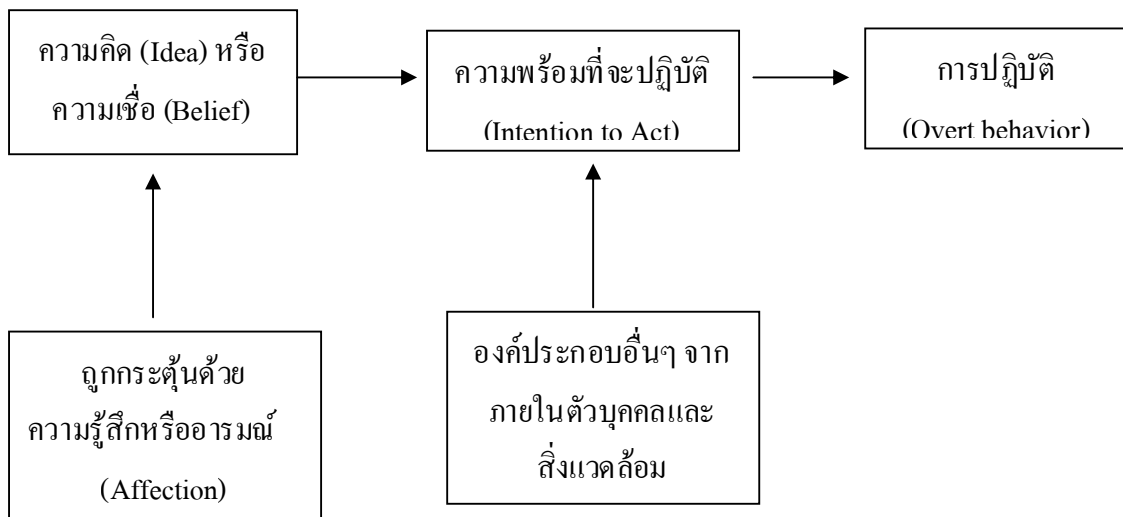 ความคิด (Idea) หรือ
ความเชื่อ (Belief)
ความพร้อมที่จะปฏิบัติ
(Intention to Act)
การปฏิบัติ
(Overt behavior)
ถูกกระตุ้นด้วย
ความรู้สึกหรืออารมณ์
(Affection)
องค์ประกอบอื่นๆ จาก
ภายในตัวบุคคลและ
สิ่งแวดล้อม